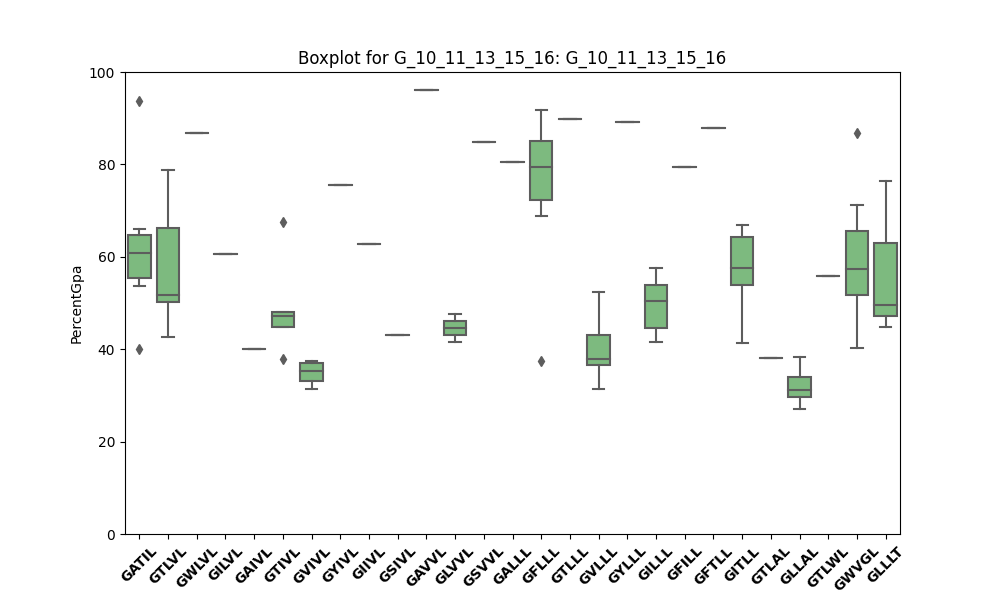 Boxplot for G_10_11_13_15_16: G_10_11_13_15_16
100
80
60
40
20
0
PercentGpa
GATIL GTLVL GWLVL GILVL GAIVL GTIVL GVIVL GYIVL GIIVL GSIVL GAVVL GLVVL GSVVL GALLL GFLLL GTLLL GVLLL GYLLL GILLL GFILL GFTLL GITLL GTLAL GLLAL GTLWL GWVGL GLLLT